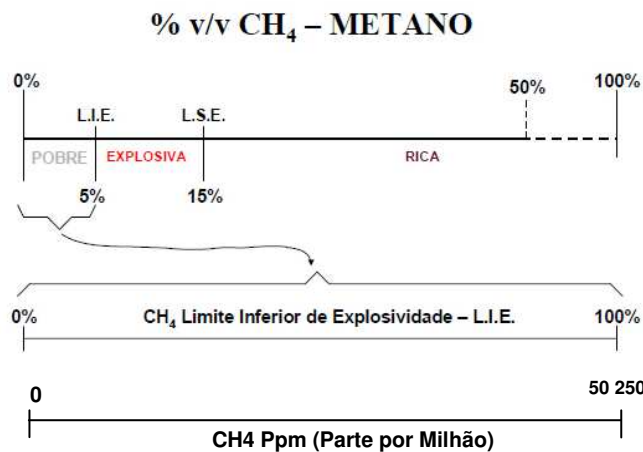 % v/v CH₄ – METANO
0% 50% 100%
L.I.E. L.S.E.
POBRE EXPLOSIVA RICA
5% 15%
0% CH₄ Limite Inferior de Explosividade – L.I.E. 100%
0 50 250
CH4 Ppm (Parte por Milhão)